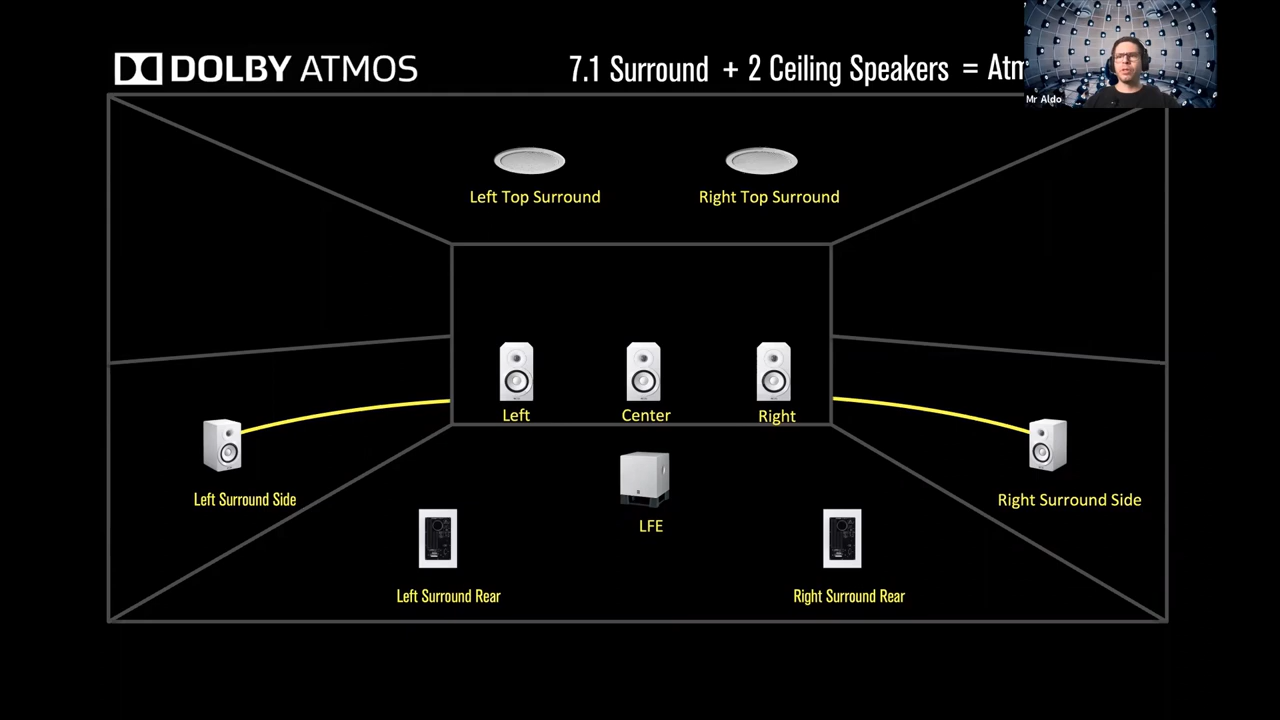 DOLBY ATMOS
7.1 Surround + 2 Ceiling Speakers =
Mr Aldo
Left Top Surround
Right Top Surround
Left
Center
Right
Left Surround Side
Right Surround Side
LFE
Left Surround Rear
Right Surround Rear